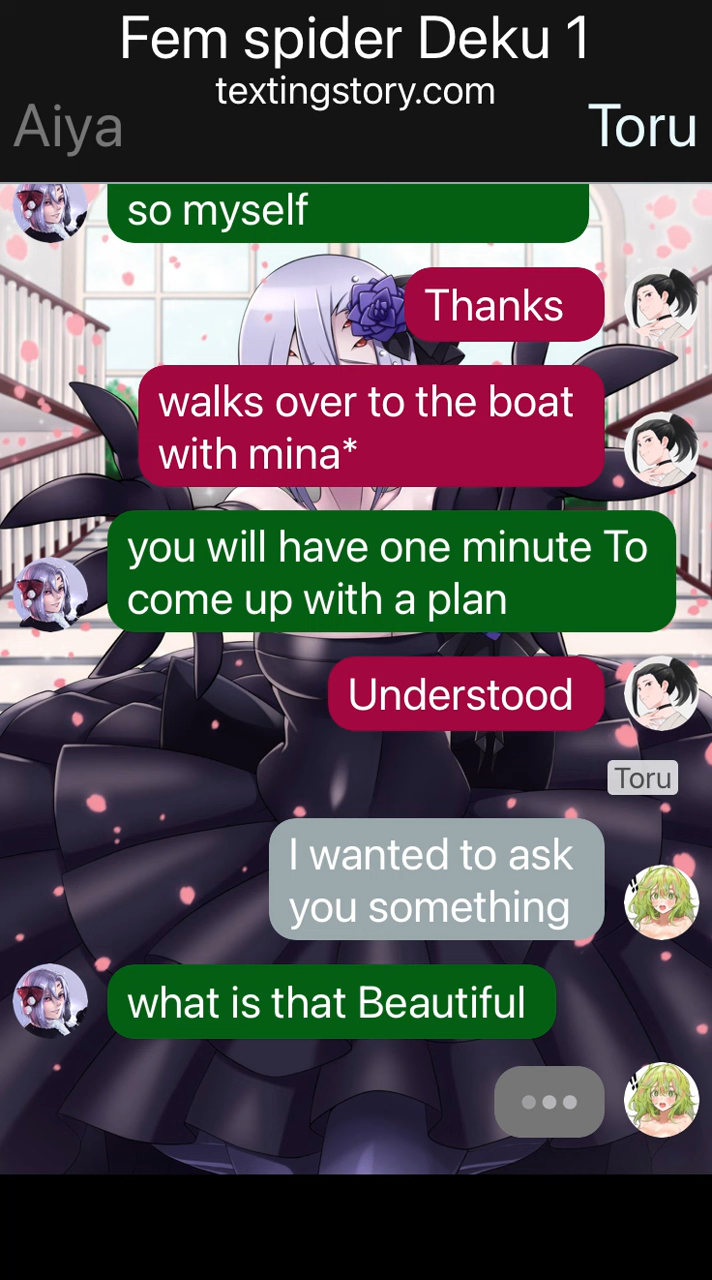 Fem spider Deku 1
textingstory.com
Aiya
Toru
so myself
Thanks
walks over to the boat
with mina*
you will have one minute To
come up with a plan
Understood
Toru
I wanted to ask
you something
what is that Beautiful